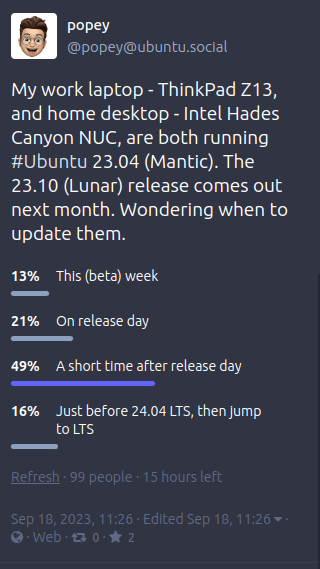 popey
@popey@ubuntu.social
My work laptop - ThinkPad Z13,
and home desktop - Intel Hades
Canyon NUC, are both running
#Ubuntu 23.04 (Mantic). The
23.10 (Lunar) release comes out
next month. Wondering when to
update them.
13% This (beta) week
21% On release day
49% A short time after release day
16% Just before 24.04 LTS, then jump
to LTS
Refresh · 99 people · 15 hours left
Sep 18, 2023, 11:26 · Edited Sep 18, 11:26 ·
· Web · 0 · 2